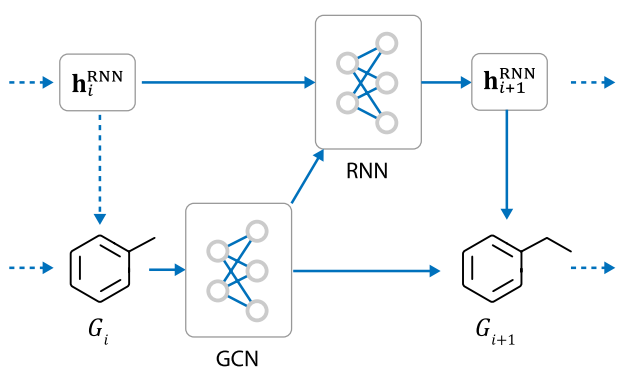 h_i^RNN
h_{i+1}^RNN
RNN
G_i
G_{i+1}
GCN